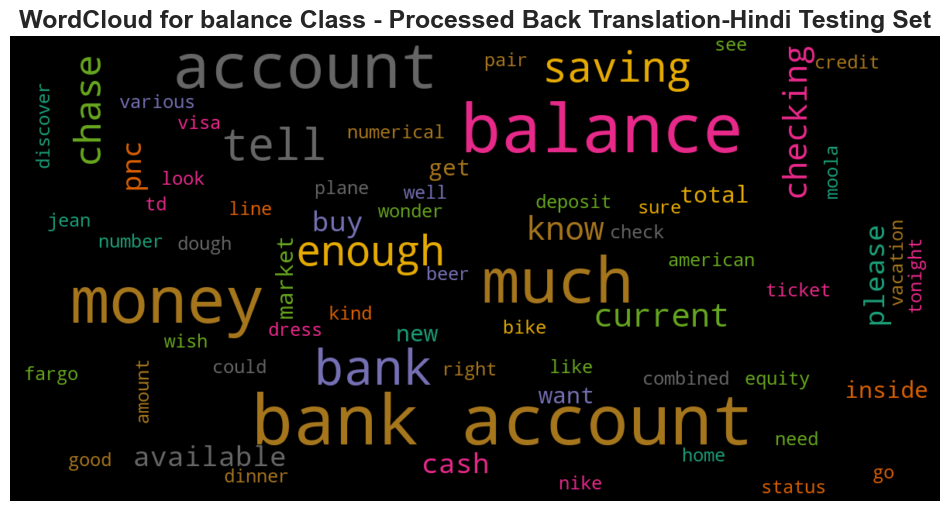 WordCloud for balance Class - Processed Back Translation-Hindi Testing Set
see
account
pair
saving
credit
chase
checking
discover
various
visa
numerical
balance
tell
pnc
get
moola
look
plane
well
total
td
line
wonder
deposit
sure
jean
buy
know
check
number
dough
enough
market
beer
american
please
vacation
tonight
money
much
ticket
kind
current
dress
new
bike
wish
fargo
could
bank
right
like
combined
equity
amount
want
inside
bank account
need
good
available
cash
home
dinner
nike
status
go